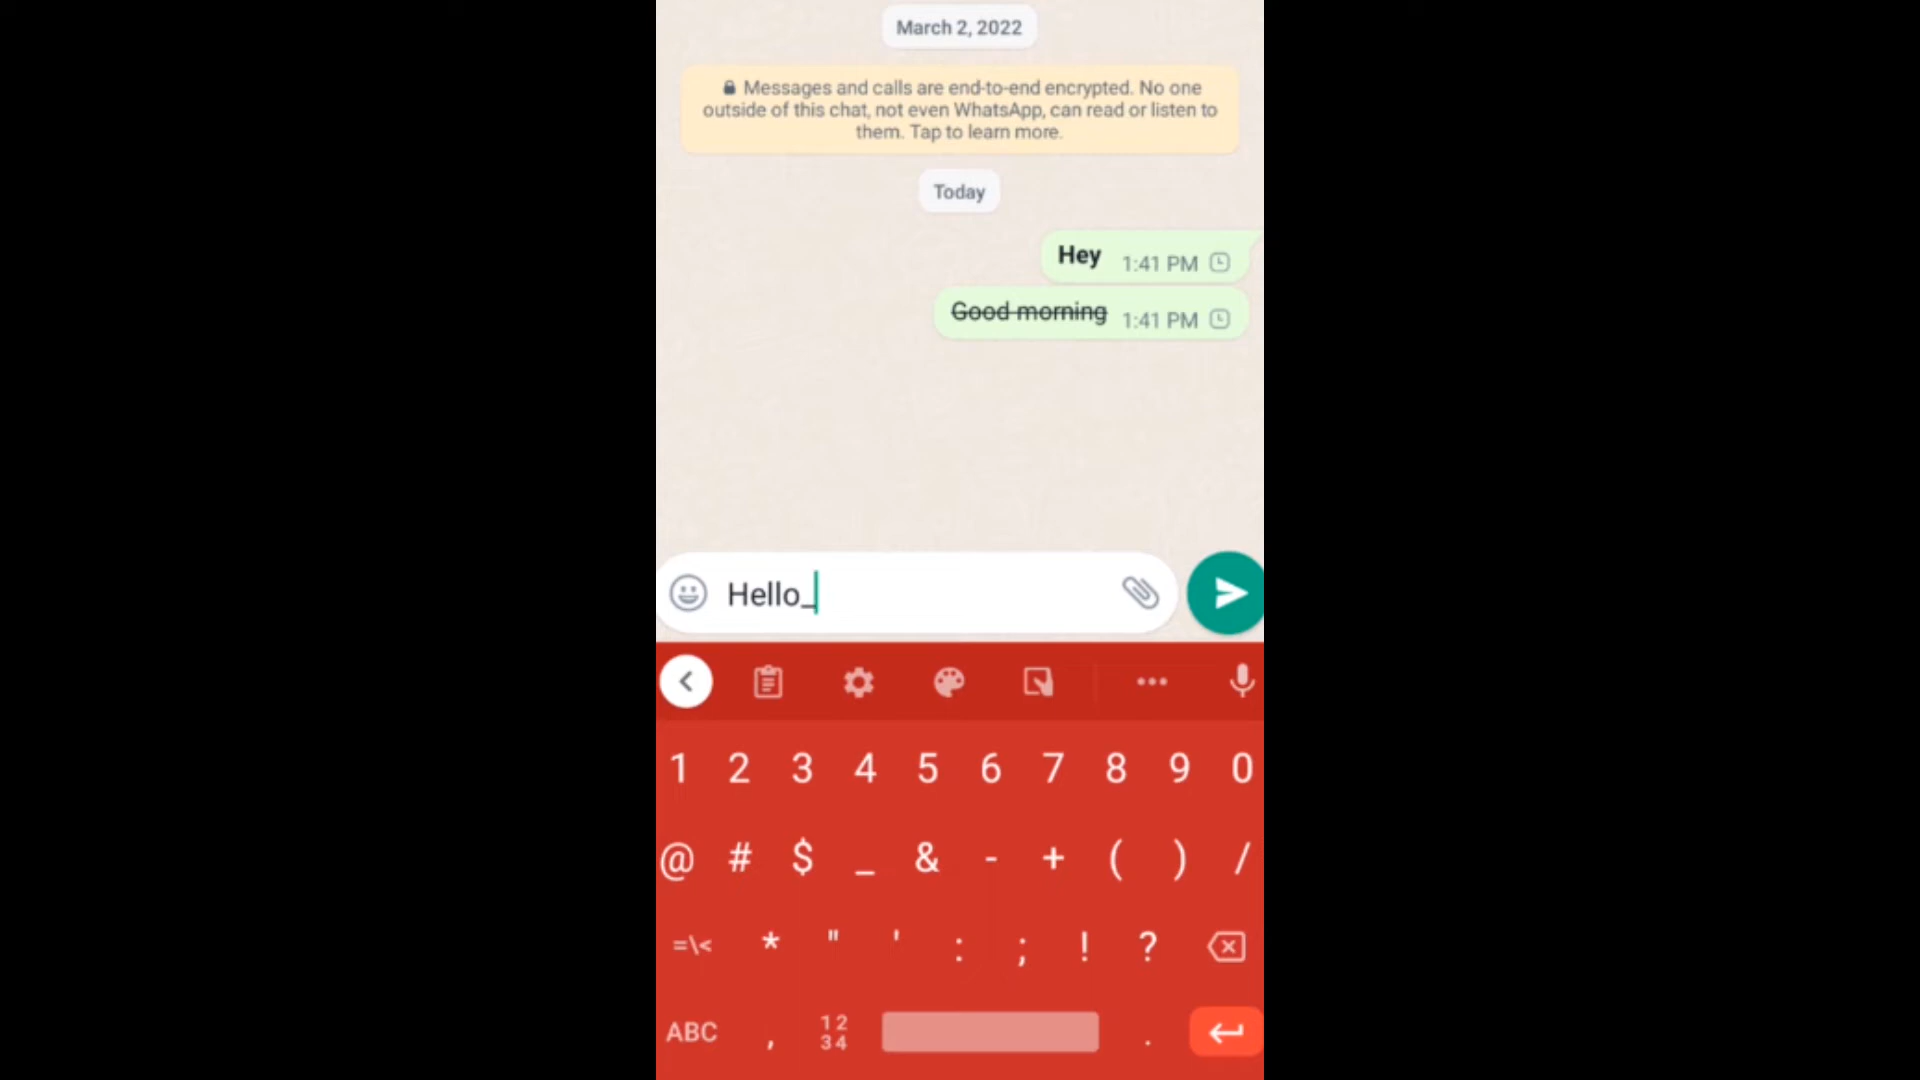 March 2, 2022
Messages and calls are end-to-end encrypted. No one
outside of this chat, not even WhatsApp, can read or listen to
them. Tap to learn more.
Today
Hey 1:41 PM
Good morning 1:41 PM
Hello_
1 2 3 4 5 6 7 8 9 0
@ # $ _ & - + ( ) /
=\< * " ' : ; ! ?
ABC , 12 34 .